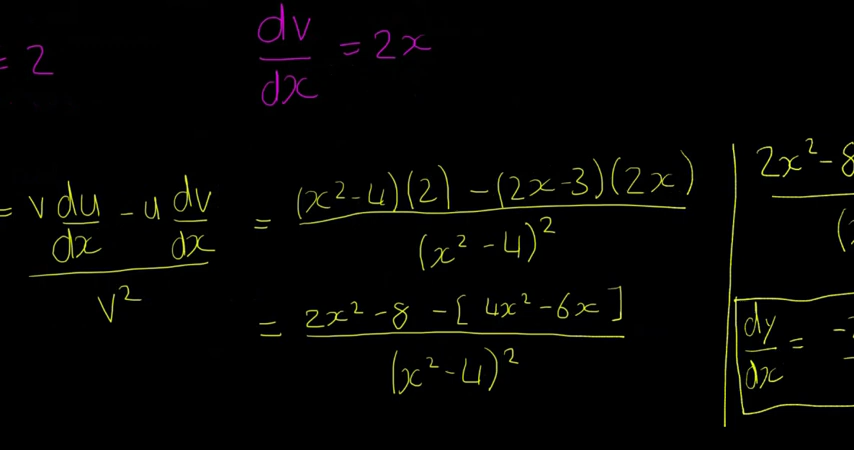 = 2
dv/dx = 2x
= (v du/dx - u dv/dx)/v² = ((x²-4)(2) - (2x-3)(2x))/(x²-4)²
= (2x²-8-[4x²-6x])/(x²-4)²
2x²-8
dy/dx = -